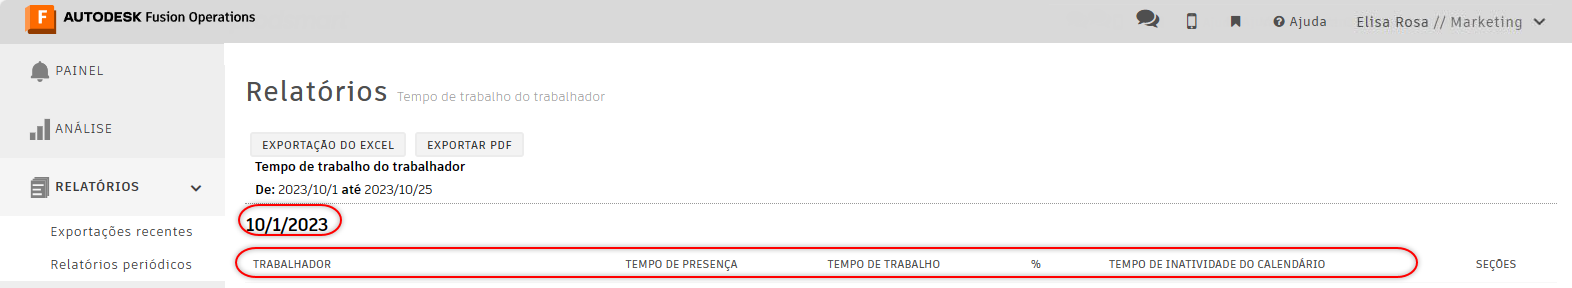 F AUTODESK Fusion Operations Ajuda Elisa Rosa // Marketing
PAINEL
Relatórios Tempo de trabalho do trabalhador
ANÁLISE
EXPORTAÇÃO DO EXCEL EXPORTAR PDF
Tempo de trabalho do trabalhador
RELATÓRIOS
De: 2023/10/1 até 2023/10/25
10/1/2023
Exportações recentes
Relatórios periódicos
TRABALHADOR TEMPO DE PRESENÇA TEMPO DE TRABALHO % TEMPO DE INATIVIDADE DO CALENDÁRIO SEÇÕES